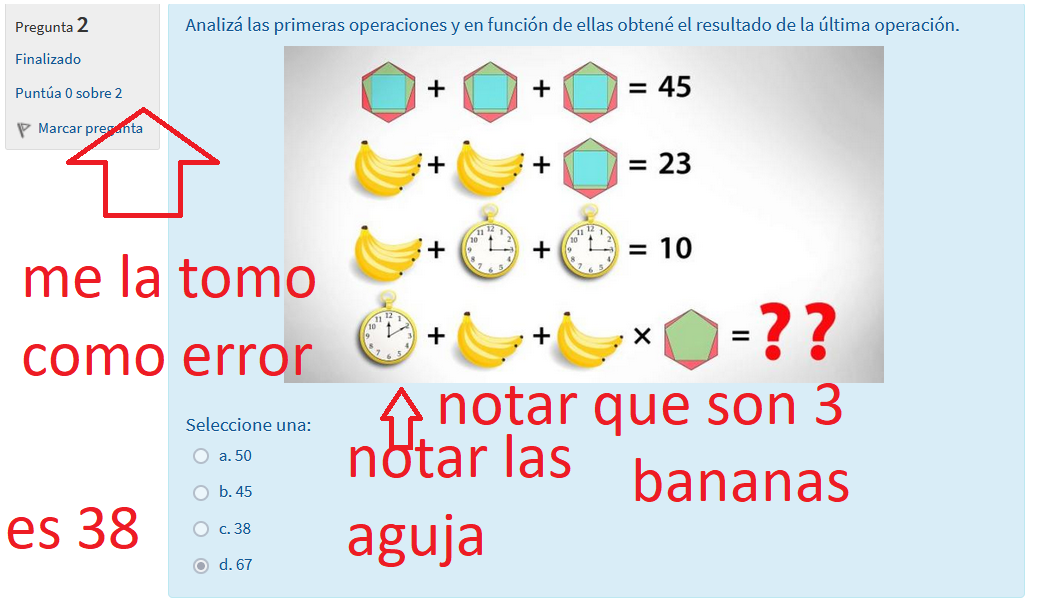 Pregunta 2
Finalizado
Puntúa 0 sobre 2
Marcar pregunta
Analizá las primeras operaciones y en función de ellas obtené el resultado de la última operación.
+ + = 45
+ + = 23
+ + = 10
+ + × = ??
me la tomo
como error
notar que son 3
bananas
notar las
aguja
Seleccione una:
a. 50
b. 45
c. 38
d. 67
es 38